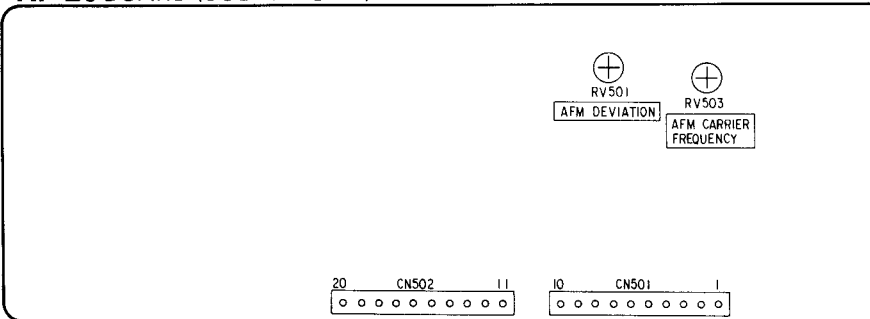 RV501
AFM DEVIATION
RV503
AFM CARRIER
FREQUENCY
20 CN502 11
10 CN501 1